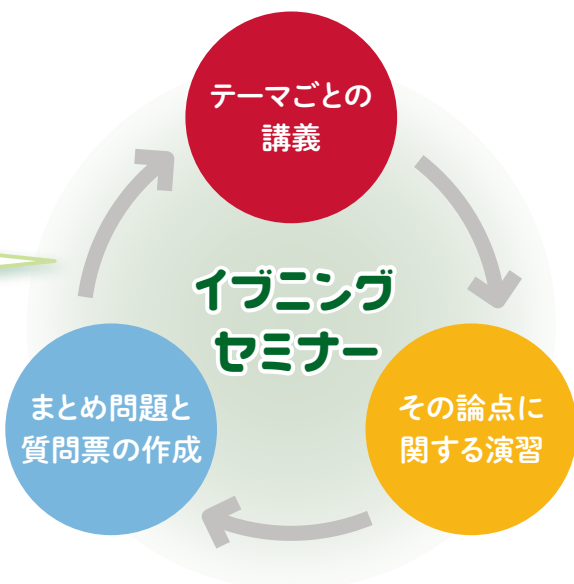 テーマごとの
講義
イブニング
セミナー
まとめ問題と
質問票の作成
その論点に
関する演習